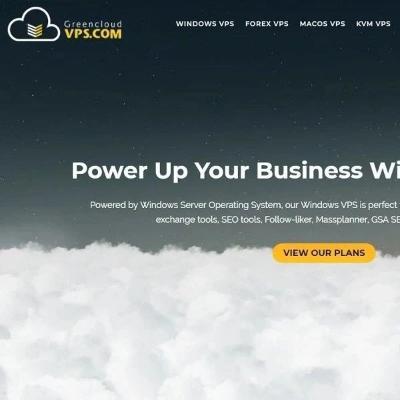 Greencloud
VPS.COM
WINDOWS VPS FOREX VPS MACOS VPS KVM VPS
Power Up Your Business Wi
Powered by Windows Server Operating System, our Windows VPS is perfect
exchange tools, SEO tools, Follow-liker, Massplanner, GSA SE
VIEW OUR PLANS